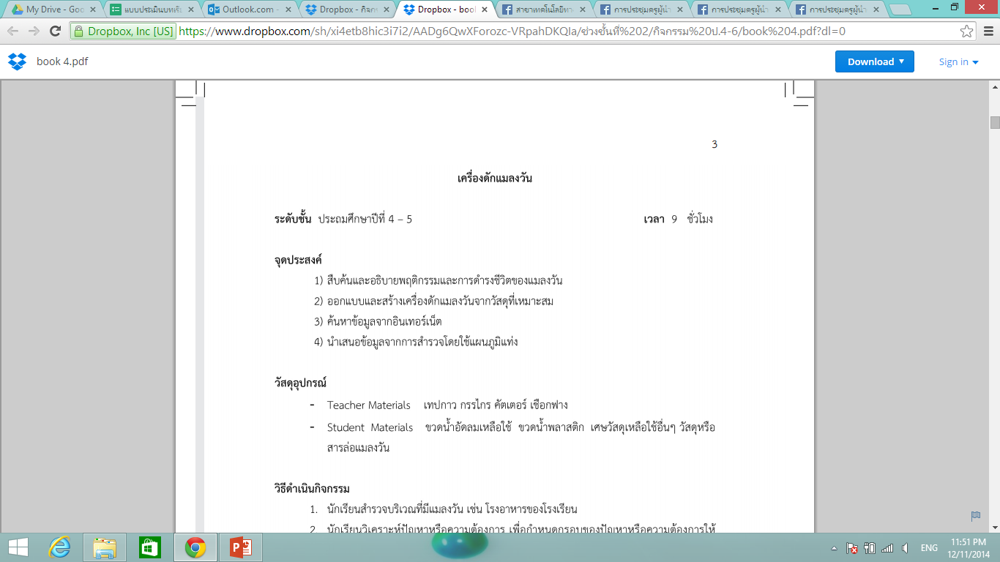 My Drive - Goo
แบบประเมินบทเรีย
Outlook.com -
Dropbox - กิจก
Dropbox - bool
สาขาเทคโนโลยีทา
การประชุมครูผู้นำ
การประชุมครูผู้นำ
การประชุมครูผู้นำ
Dropbox, Inc [US] https://www.dropbox.com/sh/xi4etb8hic3i7i2/AADg6QwXForozc-VRpahDKQIa/ช่วงชั้นที่%202/กิจกรรม%20ป.4-6/book%204.pdf?dl=0
book 4.pdf
Download
Sign in
3
เครื่องดักแมลงวัน
ระดับชั้น ประถมศึกษาปีที่ 4 – 5 เวลา 9 ชั่วโมง
จุดประสงค์
1) สืบค้นและอธิบายพฤติกรรมและการดำรงชีวิตของแมลงวัน
2) ออกแบบและสร้างเครื่องดักแมลงวันจากวัสดุที่เหมาะสม
3) ค้นหาข้อมูลจากอินเทอร์เน็ต
4) นำเสนอข้อมูลจากการสำรวจโดยใช้แผนภูมิแท่ง
วัสดุอุปกรณ์
- Teacher Materials เทปกาว กรรไกร คัตเตอร์ เชือกฟาง
- Student Materials ขวดน้ำอัดลมเหลือใช้ ขวดน้ำพลาสติก เศษวัสดุเหลือใช้อื่นๆ วัสดุหรือ
สารล่อแมลงวัน
วิธีดำเนินกิจกรรม
1. นักเรียนสำรวจบริเวณที่มีแมลงวัน เช่น โรงอาหารของโรงเรียน
2. นักเรียนวิเคราะห์ปัญหาหรือความต้องการ เพื่อกำหนดกรอบของปัญหาหรือความต้องการให้
ENG
11:51 PM
12/11/2014